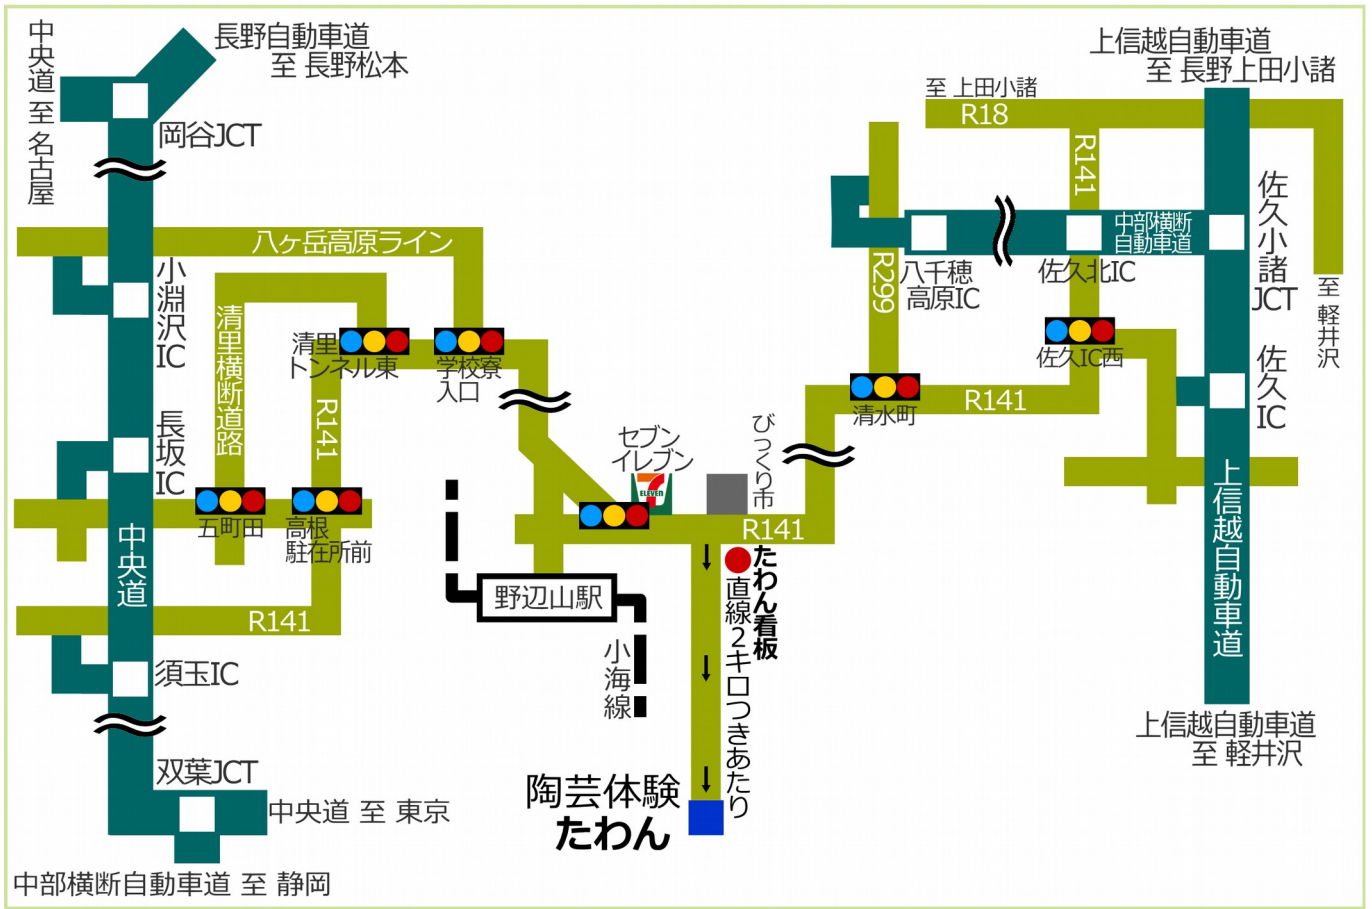 中央道 至 名古屋
長野自動車道
至 長野松本
岡谷JCT
八ヶ岳高原ライン
小淵沢IC
清里横断道路
清里
トンネル東
学校寮
入口
R141
長坂IC
五町田
高根
駐在所前
中央道
R141
須玉IC
双葉JCT
中央道 至 東京
中部横断自動車道 至 静岡
セブン
イレブン
7
ELEVEN
びっくり市
R141
野辺山駅
小海線
たわん看板
直線2キロつきあたり
陶芸体験
たわん
上信越自動車道
至 長野上田小諸
至 上田小諸
R18
R141
中部横断
自動車道
佐久小諸JCT
八千穂
高原IC
佐久北IC
R299
至 軽井沢
佐久IC西
佐久IC
清水町
R141
上信越自動車道
上信越自動車道
至 軽井沢